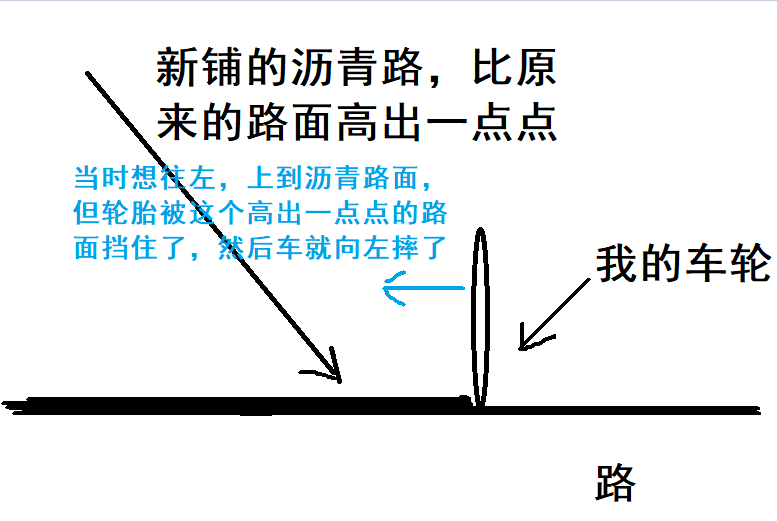 新铺的沥青路，比原
来的路面高出一点点
当时想往左，上到沥青路面，
但轮胎被这个高出一点点的路
面挡住了，然后车就向左摔了
我的车轮
路